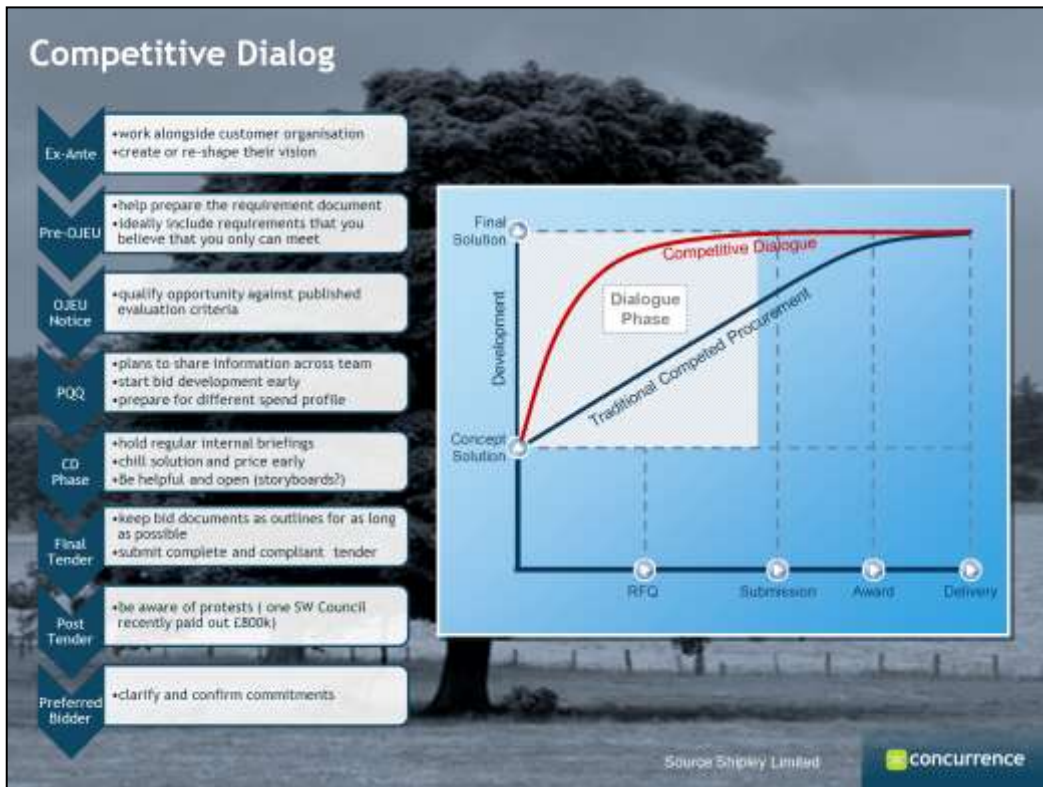 Competitive Dialog
Ex-Ante
•work alongside customer organisation
•create or re-shape their vision
Pre-OJEU
•help prepare the requirement document
•ideally include requirements that you
believe that you only can meet
OJEU
Notice
•qualify opportunity against published
evaluation criteria
PQQ
•plans to share information across team
•start bid development early
•prepare for different spend profile
CD
Phase
•hold regular internal briefings
•chill solution and price early
•Be helpful and open (storyboards?)
Final
Tender
•keep bid documents as outlines for as long
as possible
•submit complete and compliant tender
Post
Tender
•be aware of protests ( one SW Council
recently paid out £800k)
Preferred
Bidder
•clarify and confirm commitments
Final
Solution
Competitive Dialogue
Dialogue
Phase
Development
Traditional Competed Procurement
Concept
Solution
RFQ
Submission
Award
Delivery
Source Shipley Limited
concurrence